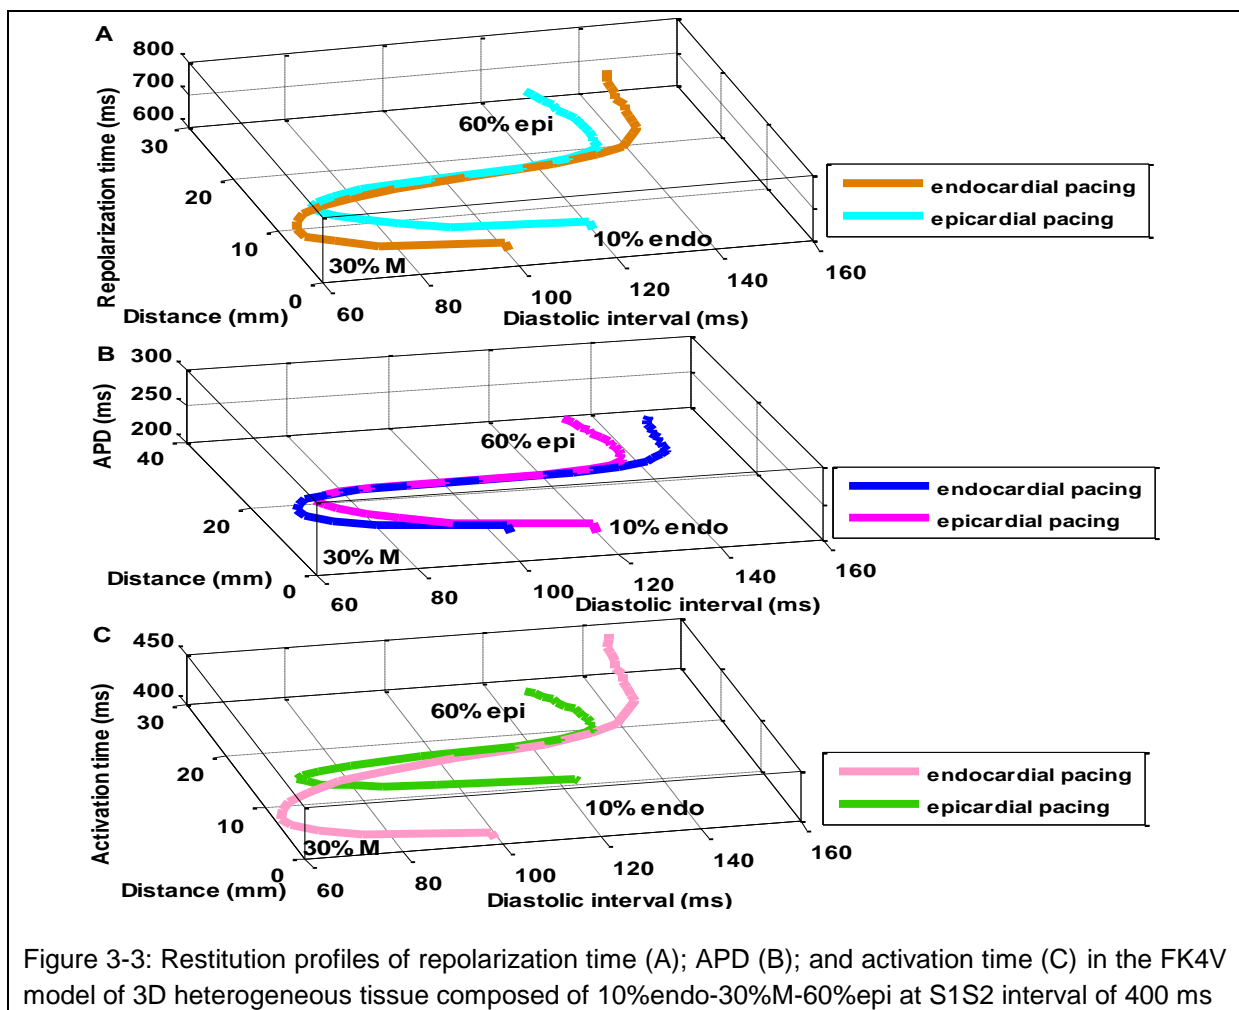 A
800
700
600
Repolarization time (ms)
30
20
10
0
Distance (mm)
60
80
100
120
140
160
Diastolic interval (ms)
60% epi
10% endo
30% M
endocardial pacing
epicardial pacing
B
300
250
200
APD (ms)
40
20
0
Distance (mm)
60
80
100
120
140
160
Diastolic interval (ms)
60% epi
10% endo
30% M
endocardial pacing
epicardial pacing
C
450
400
Activation time (ms)
30
20
10
0
Distance (mm)
60
80
100
120
140
160
Diastolic interval (ms)
60% epi
10% endo
30% M
endocardial pacing
epicardial pacing
Figure 3-3: Restitution profiles of repolarization time (A); APD (B); and activation time (C) in the FK4V
model of 3D heterogeneous tissue composed of 10%endo-30%M-60%epi at S1S2 interval of 400 ms